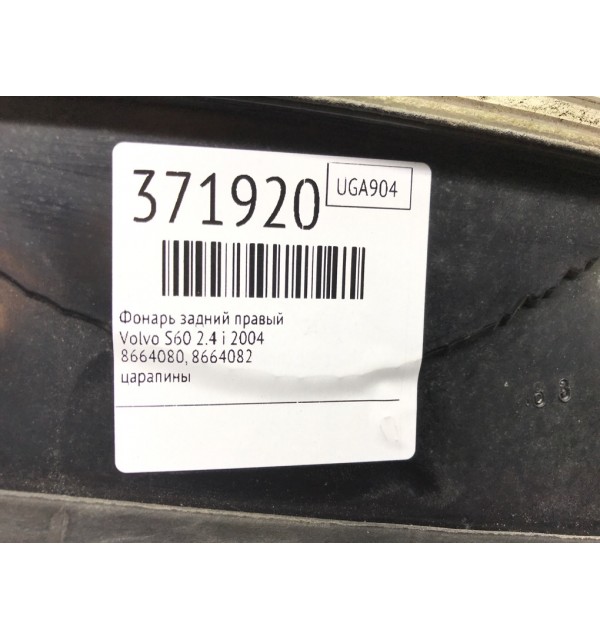 371920
UGA904
Фонарь задний правый
Volvo S60 2.4 i 2004
8664080, 8664082
царапины